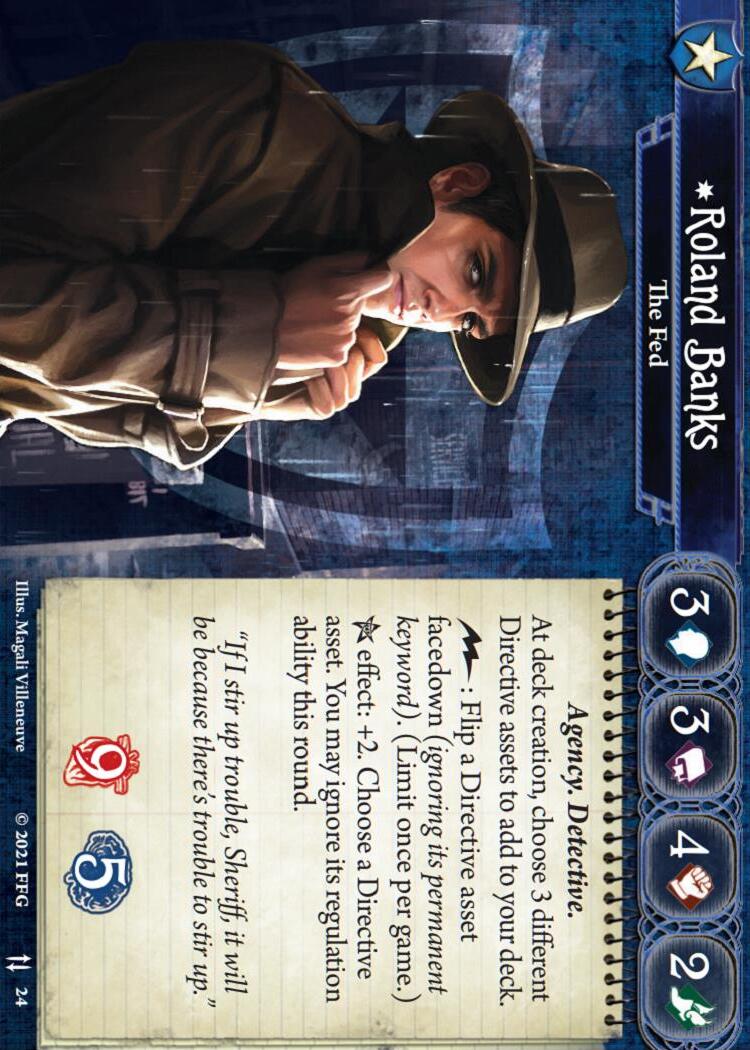 Roland Banks
The Fed
3 3 4 2
Agency. Detective.
At deck creation, choose 3 different
Directive assets to add to your deck.
: Flip a Directive asset
facedown (ignoring its permanent
keyword). (Limit once per game.)
effect: +2. Choose a Directive
asset. You may ignore its regulation
ability this round.
“If I stir up trouble, Sheriff, it will
be because there’s trouble to stir up.”
9 5
SERVICE
817
Illus. Magali Villeneuve © 2021 FFG 24